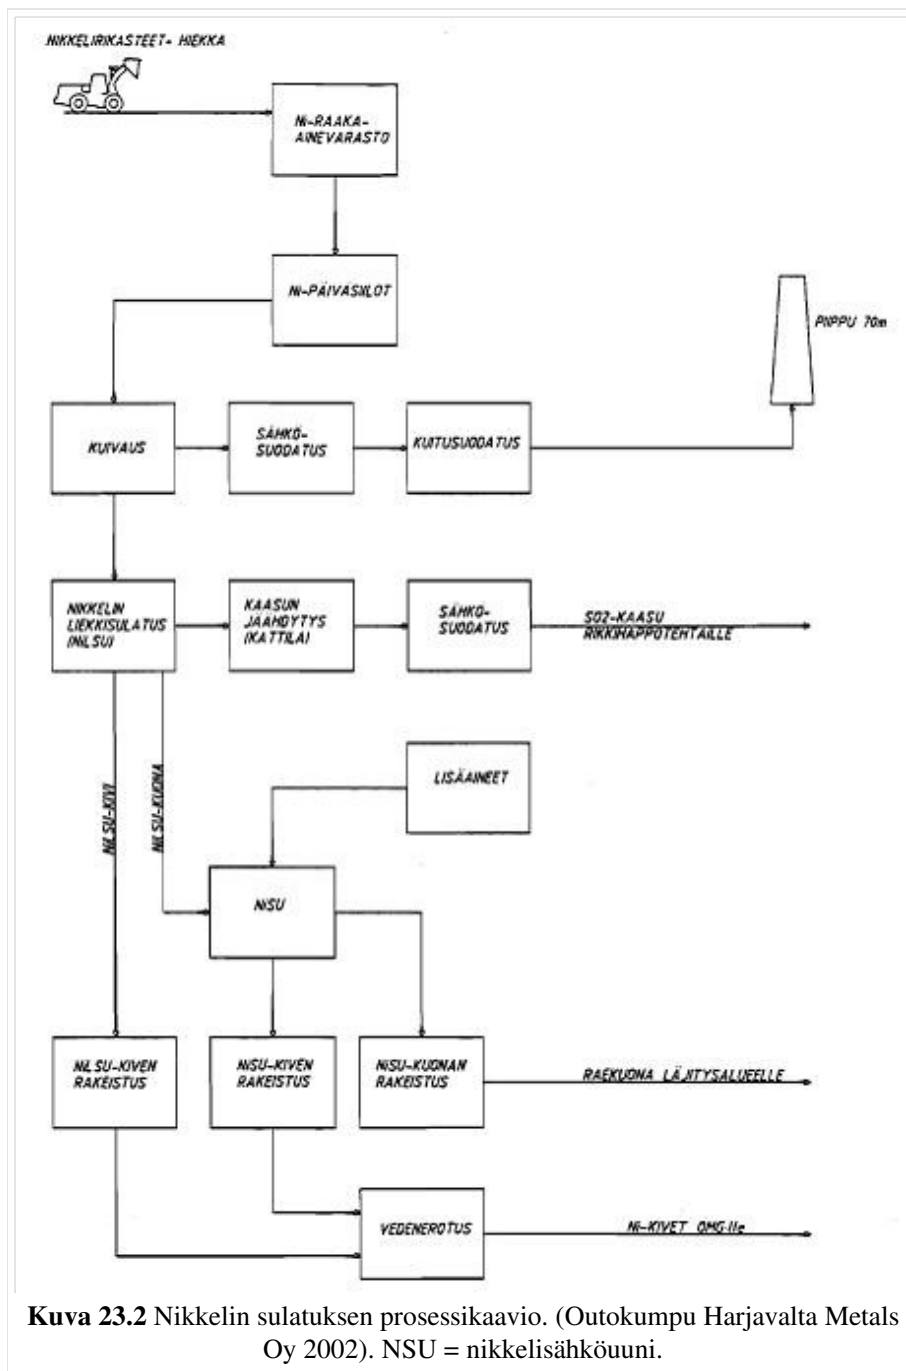 NIKKELIRIKASTEET+ HIEKKA
Ni-RAAKA-
AINEVARASTO
Ni-PÄIVÄSIILOT
PIIPPU 70m
KUIVAUS
SÄHKÖ-
SUODATUS
KUITUSUODATUS
NIKKELIN
LIEKKISULATUS
(NiLSU)
KAASUN
JÄÄHDYTYS
(KATTILA)
SÄHKÖ-
SUODATUS
SO2-KAASU
RIKKIHAPPOTEHTAILLE
LISÄAINEET
NiLSU-KIVI
NiLSU-KUONA
NiSU
NiLSU-KIVEN
RAKEISTUS
NiSU-KIVEN
RAKEISTUS
NiSU-KUONAN
RAKEISTUS
RAEKUONA LÄJITYSALUEELLE
VEDENEROTUS
Ni-KIVET OMG:lle
Kuva 23.2 Nikkelin sulatuksen prosessikaavio. (Outokumpu Harjavalta Metals
Oy 2002). NSU = nikkelisähköuuni.